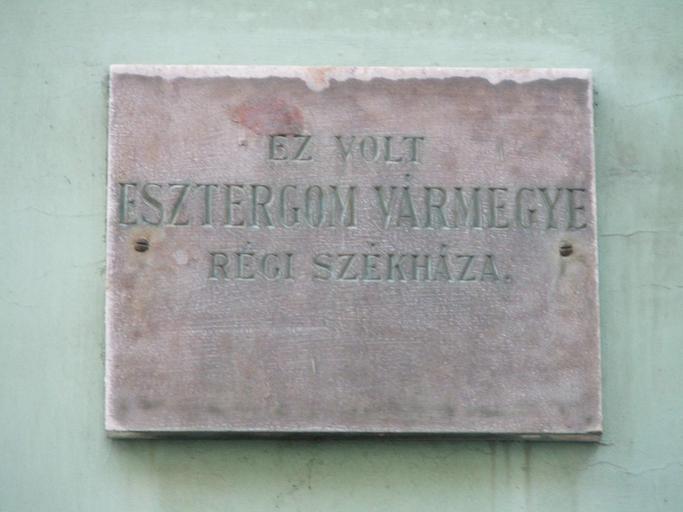 EZ VOLT
ESZTERGOM VÁRMEGYE
RÉGI SZÉKHÁZA.